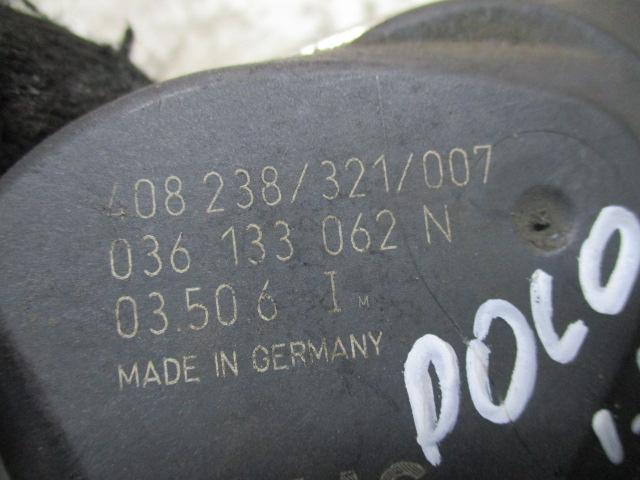 408 238/321/007
036 133 062 N
03.50 6 I M
MADE IN GERMANY
POLO